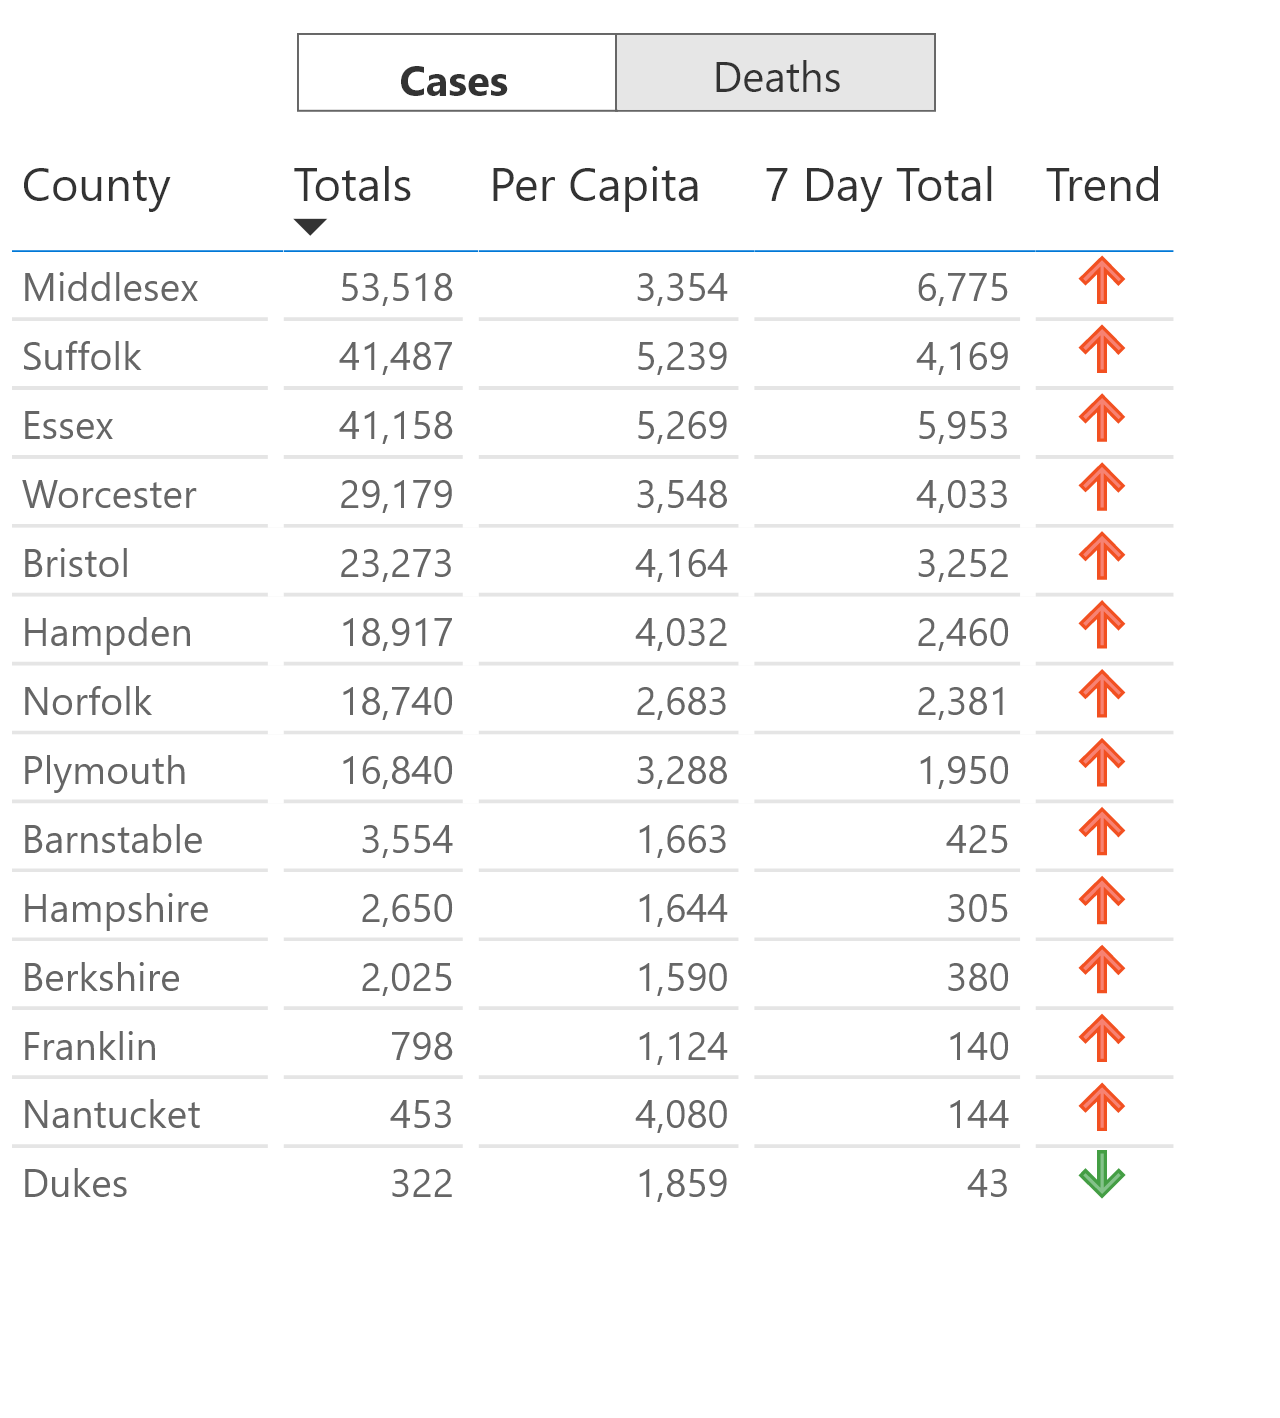 Cases Deaths
County Totals Per Capita 7 Day Total Trend
Middlesex 53,518 3,354 6,775
Suffolk 41,487 5,239 4,169
Essex 41,158 5,269 5,953
Worcester 29,179 3,548 4,033
Bristol 23,273 4,164 3,252
Hampden 18,917 4,032 2,460
Norfolk 18,740 2,683 2,381
Plymouth 16,840 3,288 1,950
Barnstable 3,554 1,663 425
Hampshire 2,650 1,644 305
Berkshire 2,025 1,590 380
Franklin 798 1,124 140
Nantucket 453 4,080 144
Dukes 322 1,859 43